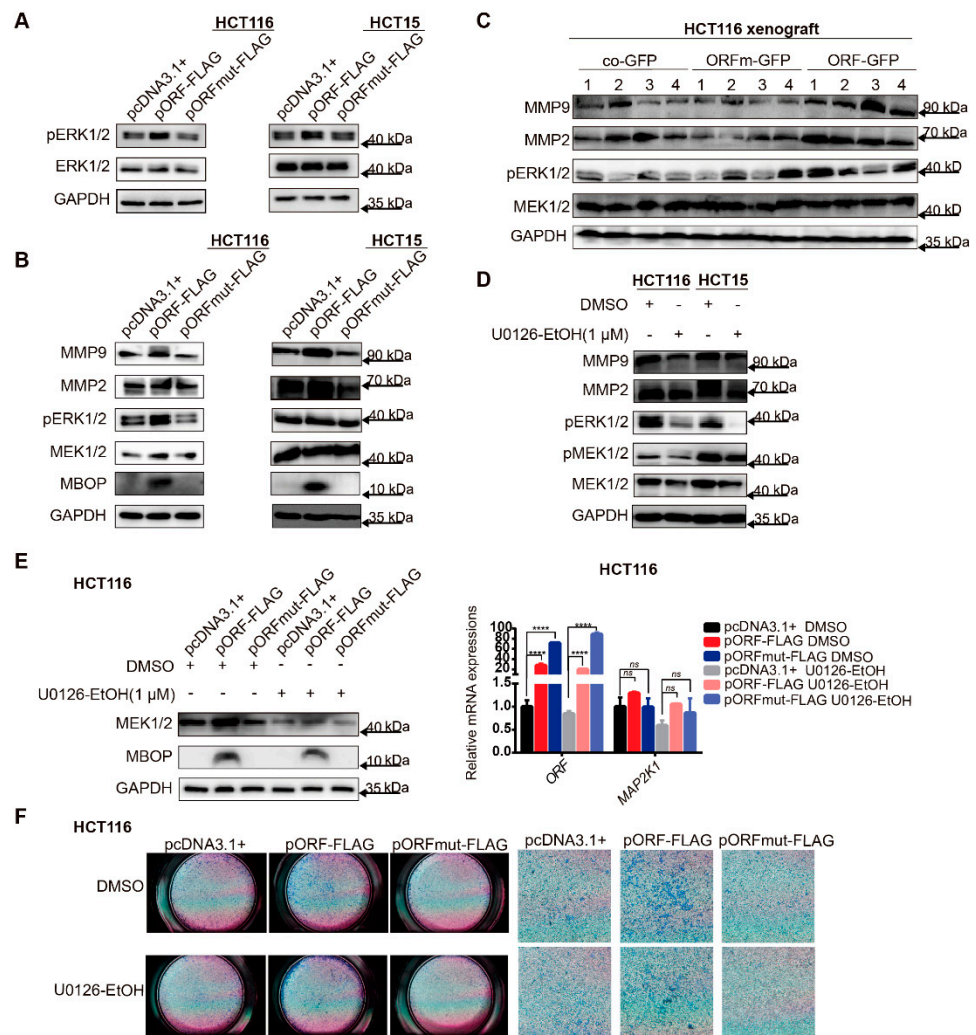 A
HCT116
HCT15
pcDNA3.1+
pORF-FLAG
pORFmut-FLAG
pcDNA3.1+
pORF-FLAG
pORFmut-FLAG
pERK1/2
40 kDa
ERK1/2
40 kDa
GAPDH
35 kDa
B
HCT116
HCT15
pcDNA3.1+
pORF-FLAG
pORFmut-FLAG
pcDNA3.1+
pORF-FLAG
pORFmut-FLAG
MMP9
90 kDa
MMP2
70 kDa
pERK1/2
40 kDa
MEK1/2
40 kDa
MBOP
10 kDa
GAPDH
35 kDa
C
HCT116 xenograft
co-GFP ORFm-GFP ORF-GFP
1 2 3 4 1 2 3 4 1 2 3 4
MMP9
90 kDa
MMP2
70 kDa
pERK1/2
40 kD
MEK1/2
40 kD
GAPDH
35 kDa
D
HCT116 HCT15
DMSO + - + -
U0126-EtOH(1 μM) - + - +
MMP9
90 kDa
MMP2
70 kDa
pERK1/2
40 kDa
pMEK1/2
40 kDa
MEK1/2
40 kDa
GAPDH
35 kDa
E
HCT116
pcDNA3.1+
pORF-FLAG
pORFmut-FLAG
pcDNA3.1+
pORF-FLAG
pORFmut-FLAG
DMSO + + + - - -
U0126-EtOH(1 μM) - - - + + +
MEK1/2
40 kDa
MBOP
10 kDa
GAPDH
35 kDa
HCT116
Relative mRNA expressions
100
80
60
40
20
1.5
1.0
0.5
0.0
****
****
****
****
ns
ns
ns
ns
ORF
MAP2K1
pcDNA3.1+ DMSO
pORF-FLAG DMSO
pORFmut-FLAG DMSO
pcDNA3.1+ U0126-EtOH
pORF-FLAG U0126-EtOH
pORFmut-FLAG U0126-EtOH
F
HCT116
pcDNA3.1+ pORF-FLAG pORFmut-FLAG pcDNA3.1+ pORF-FLAG pORFmut-FLAG
DMSO
U0126-EtOH